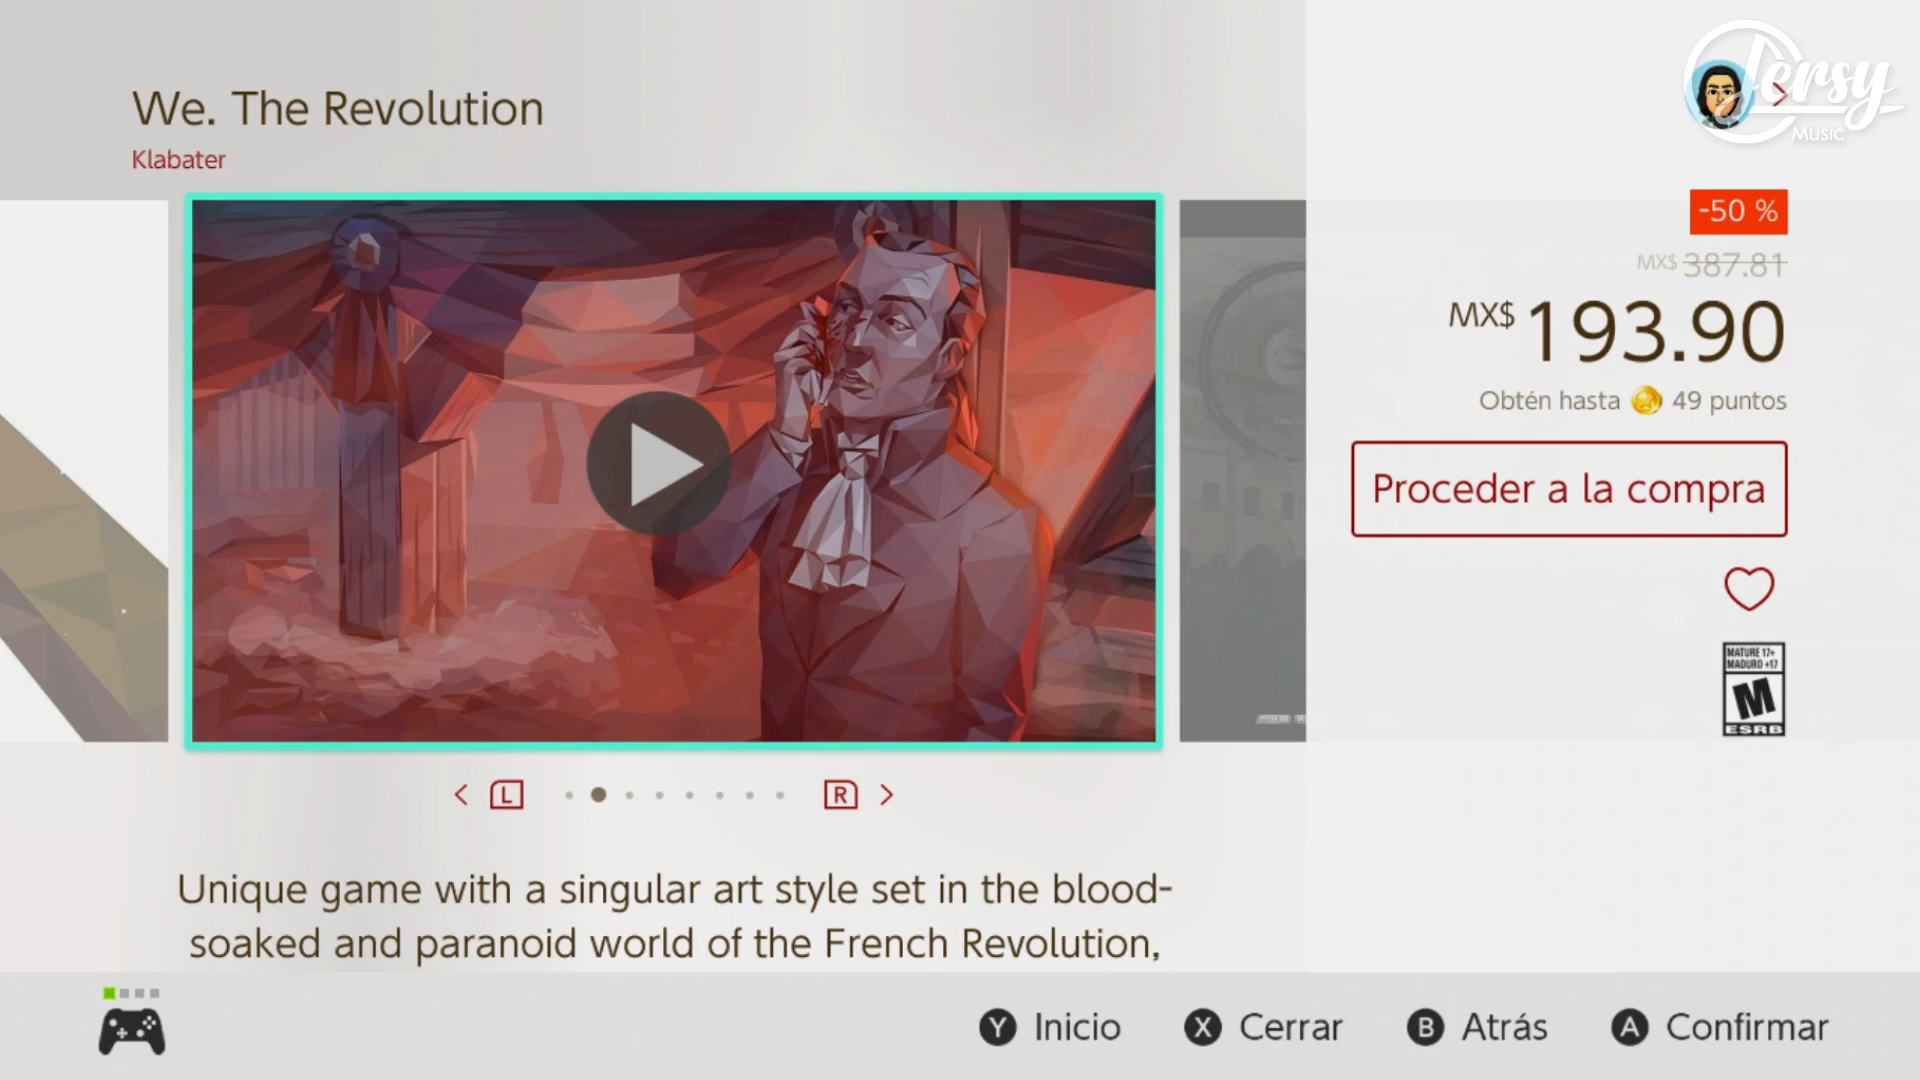 We. The Revolution
Klabater
Jersy
Music
-50 %
MX$ 387.81
MX$ 193.90
Obtén hasta 49 puntos
Proceder a la compra
MATURE 17+
MADURO +17
M
ESRB
L
R
Unique game with a singular art style set in the blood-
soaked and paranoid world of the French Revolution,
Y Inicio
X Cerrar
B Atrás
A Confirmar